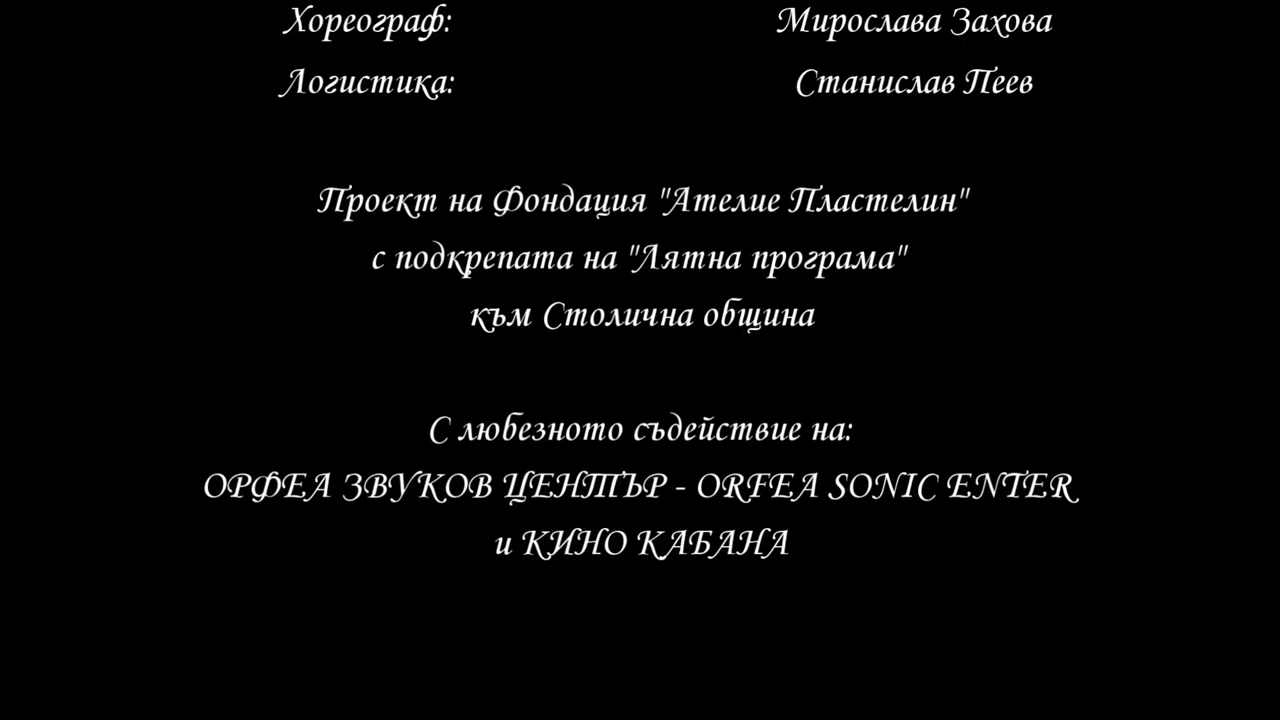 Хореограф: Мирослава Захова
Логистика: Станислав Пеев
Проект на Фондация "Ателие Пластелин"
с подкрепата на "Лятна програма"
към Столична община
С любезното съдействие на:
ОРФЕА ЗВУКОВ ЦЕНТЪР - ORFEA SONIC ENTER
и КИНО КАБАНА